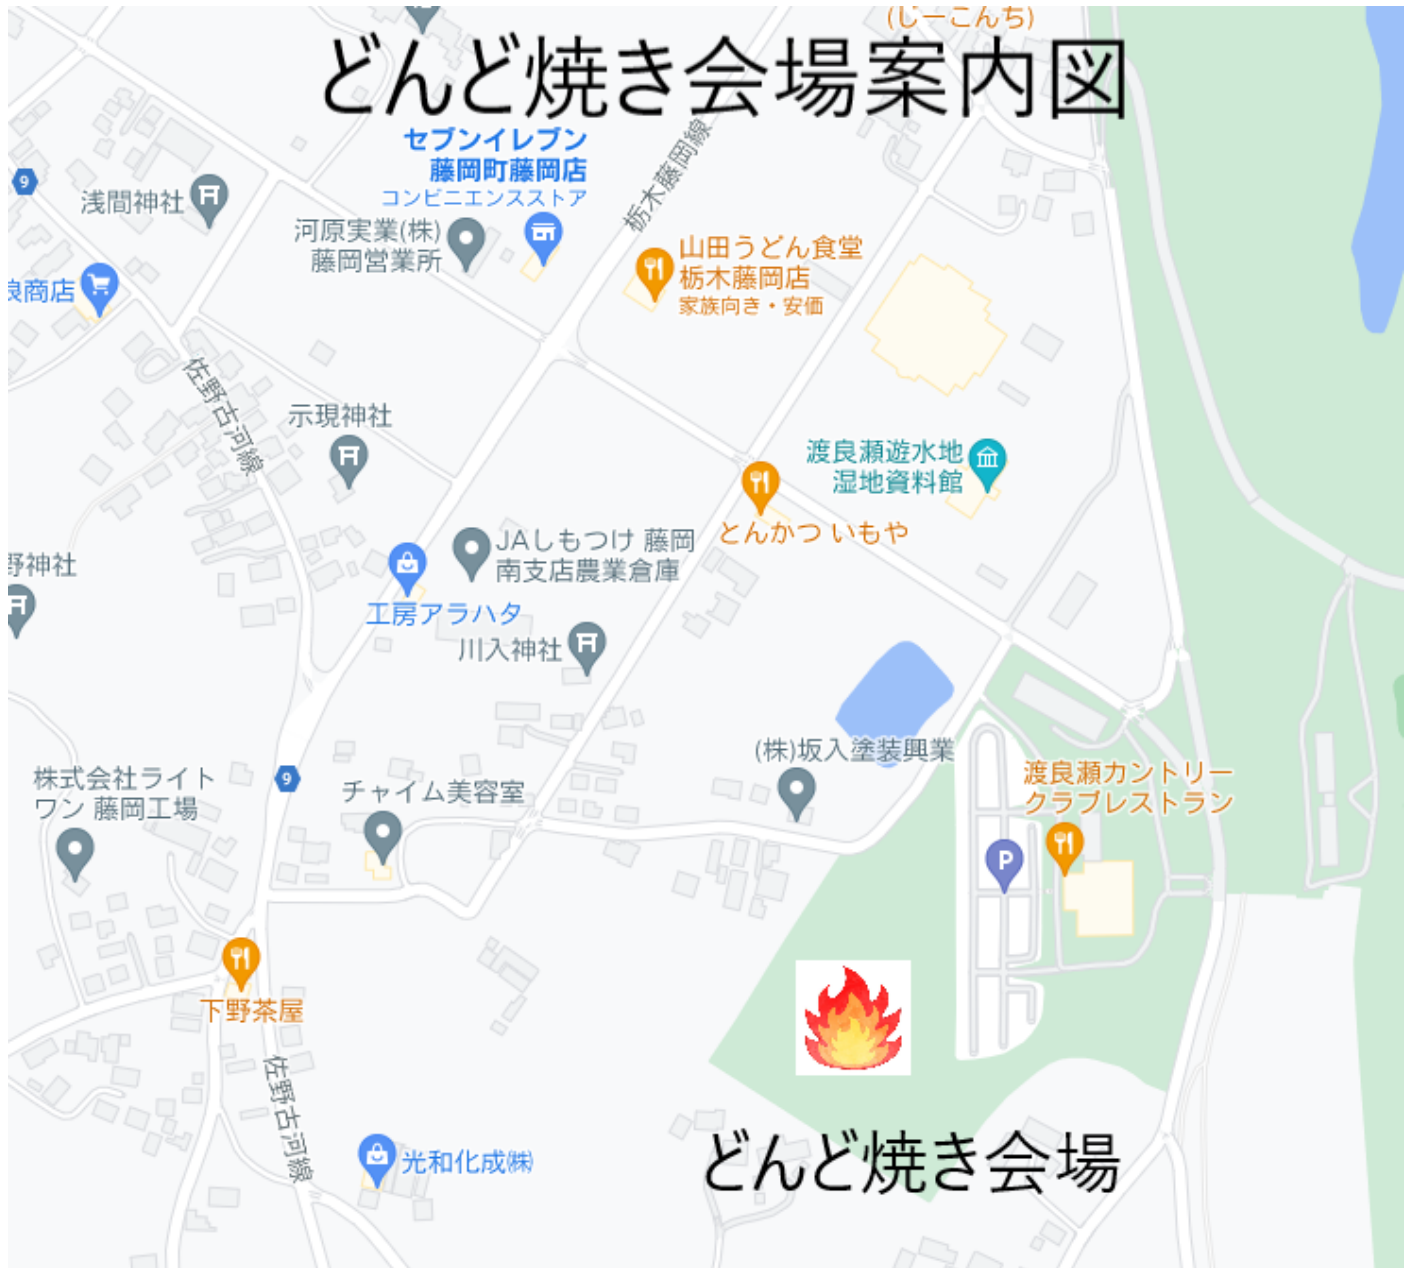 (じーこんち)
どんど焼き会場案内図
セブンイレブン
藤岡町藤岡店
コンビニエンスストア
栃木藤岡線
9
浅間神社
河原実業(株)
藤岡営業所
山田うどん食堂
栃木藤岡店
家族向き・安価
良商店
佐野古河線
示現神社
渡良瀬遊水地
湿地資料館
とんかつ いもや
JAしもつけ 藤岡
南支店農業倉庫
野神社
工房アラハタ
川入神社
(株)坂入塗装興業
渡良瀬カントリー
クラブレストラン
株式会社ライト
ワン 藤岡工場
9
チャイム美容室
P
下野茶屋
佐野古河線
光和化成㈱
どんど焼き会場